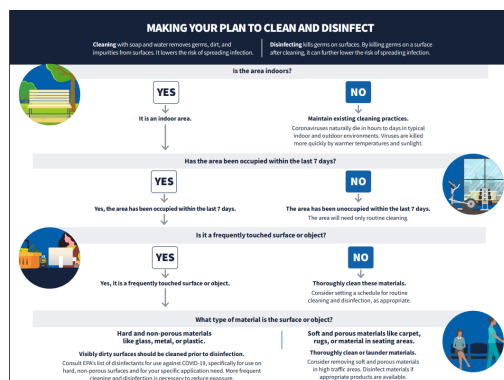 MAKING YOUR PLAN TO CLEAN AND DISINFECT
Cleaning with soap and water removes germs, dirt, and
impurities from surfaces. It lowers the risk of spreading infection.
Disinfecting kills germs on surfaces. By killing germs on a surface
after cleaning, it can further lower the risk of spreading infection.
Is the area indoors?
YES
It is an indoor area.
NO
Maintain existing cleaning practices.
Coronaviruses naturally die in hours to days in typical
indoor and outdoor environments. Viruses are killed
more quickly by warmer temperatures and sunlight.
Has the area been occupied within the last 7 days?
YES
Yes, the area has been occupied within the last 7 days.
NO
The area has been unoccupied within the last 7 days.
The area will need only routine cleaning.
Is it a frequently touched surface or object?
YES
Yes, it is a frequently touched surface or object.
NO
Thoroughly clean these materials.
Consider setting a schedule for routine
cleaning and disinfection, as appropriate.
What type of material is the surface or object?
Hard and non-porous materials
like glass, metal, or plastic.
Visibly dirty surfaces should be cleaned prior to disinfection.
Consult EPA's list of disinfectants for use against COVID-19, specifically for use on
hard, non-porous surfaces and for your specific application need. More frequent
cleaning and disinfection is necessary to reduce exposure.
Soft and porous materials like carpet,
rugs, or material in seating areas.
Thoroughly clean or launder materials.
Consider removing soft and porous materials
in high traffic areas. Disinfect materials if
appropriate products are available.